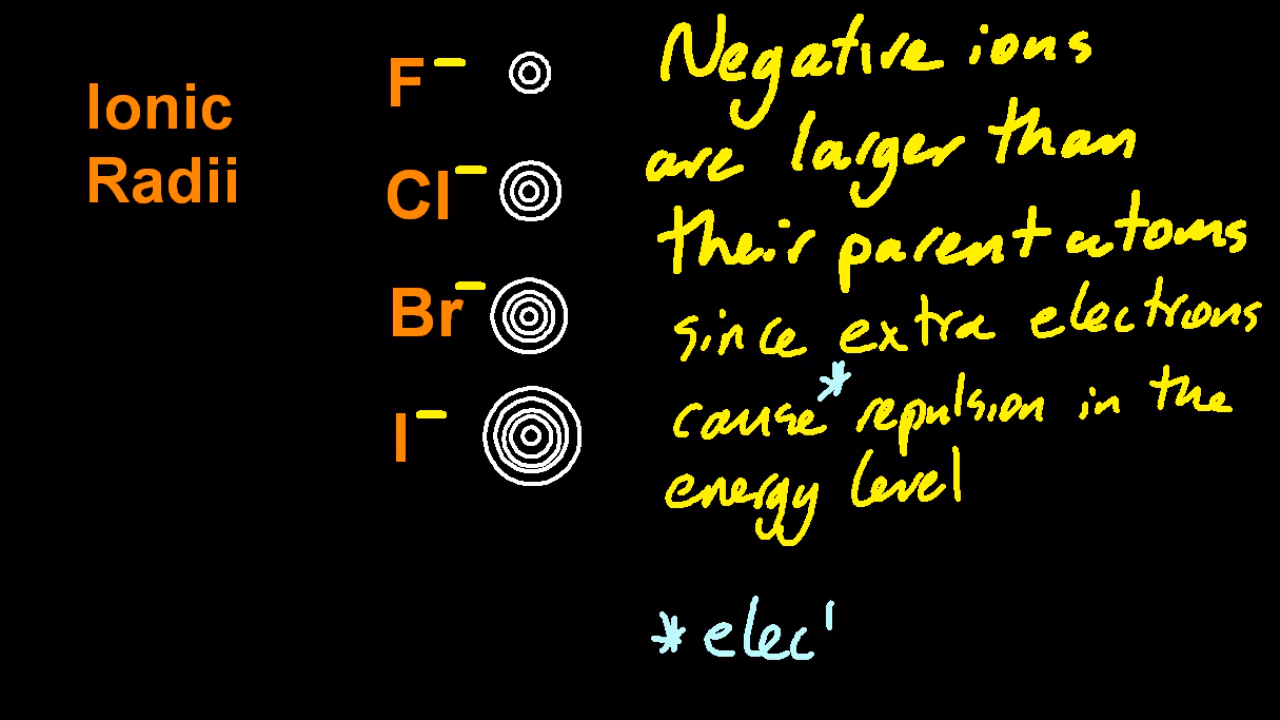 Ionic
Radii
F⁻
Cl⁻
Br⁻
I⁻
Negative ions
are larger than
their parent atoms
since extra electrons
cause* repulsion in the
energy level
* elec'